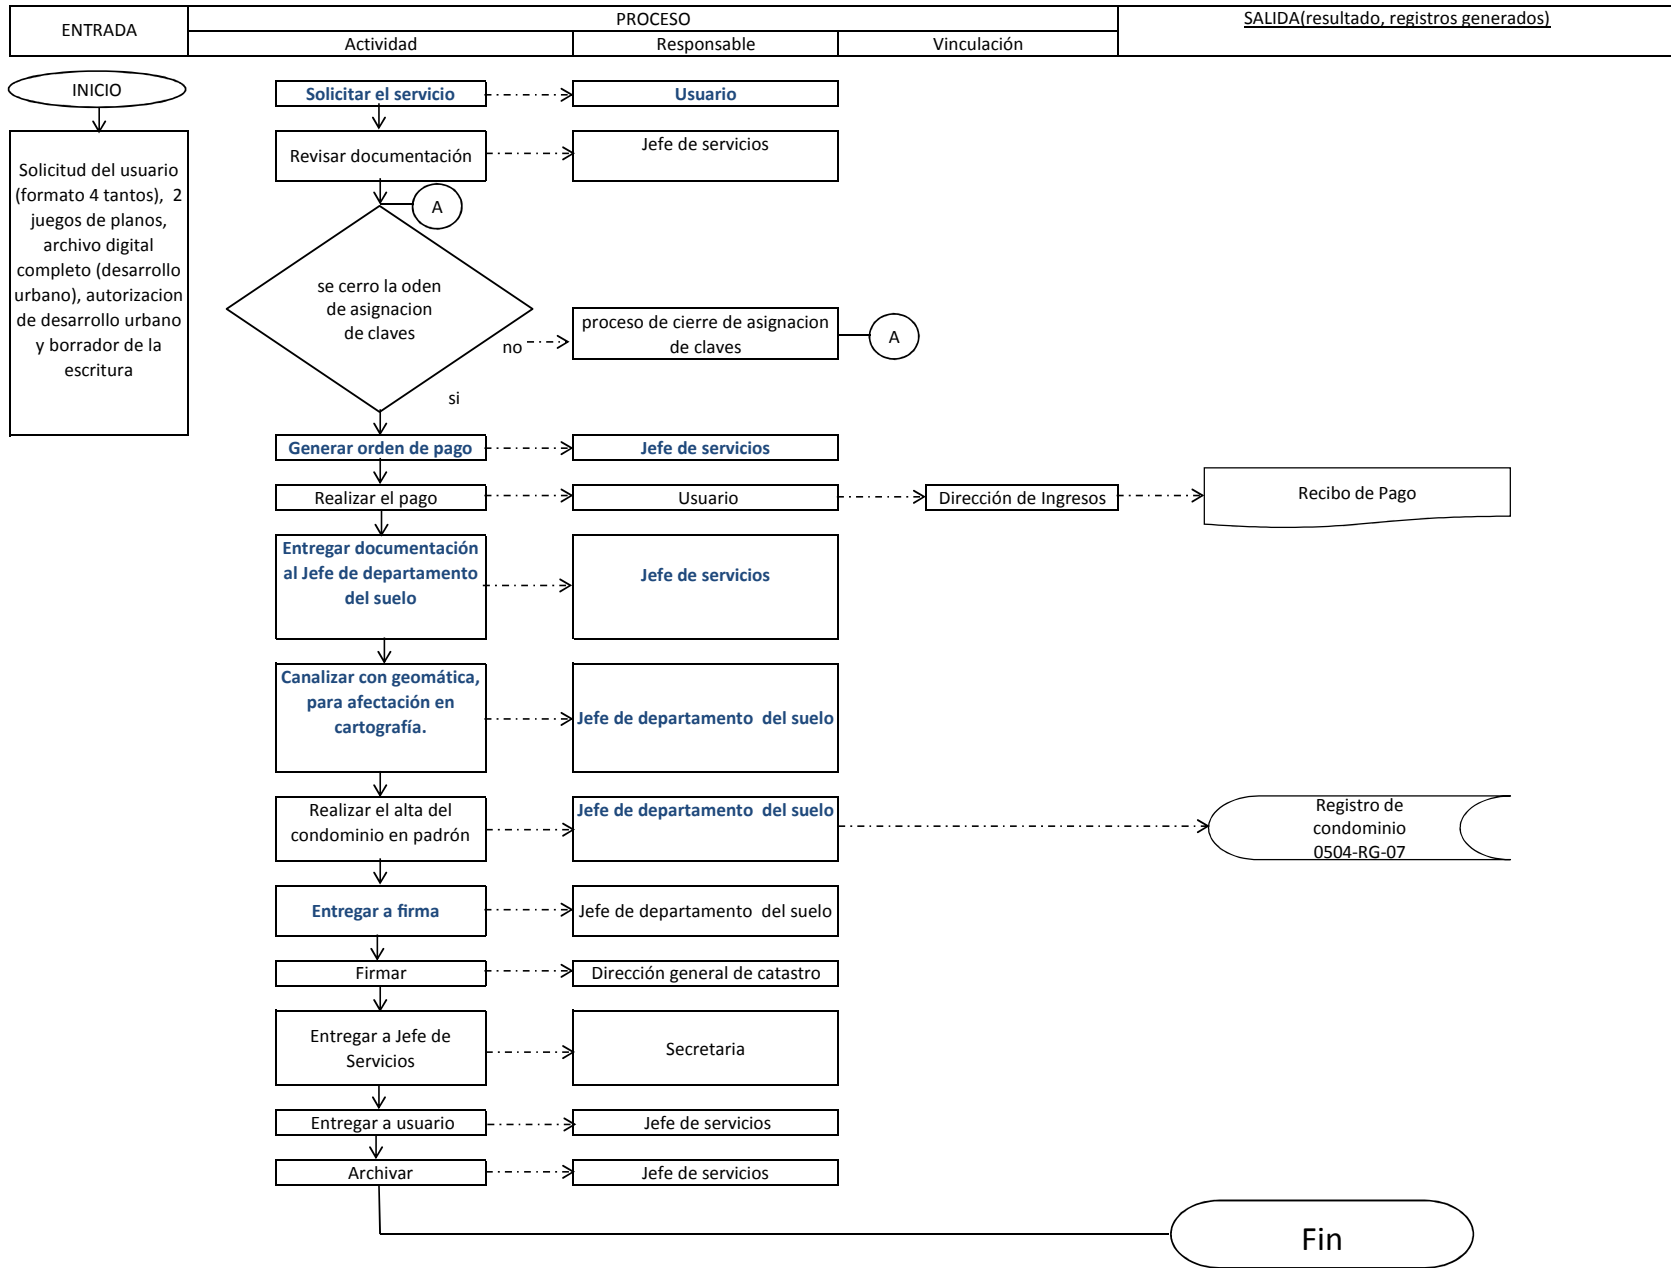 ENTRADA
PROCESO
SALIDA(resultado, registros generados)
Actividad
Responsable
Vinculación
INICIO
Solicitud del usuario
(formato 4 tantos), 2
juegos de planos,
archivo digital
completo (desarrollo
urbano), autorizacion
de desarrollo urbano
y borrador de la
escritura
Solicitar el servicio
Usuario
Revisar documentación
Jefe de servicios
A
se cerro la oden
de asignacion
de claves
no
proceso de cierre de asignacion
de claves
A
si
Generar orden de pago
Jefe de servicios
Realizar el pago
Usuario
Dirección de Ingresos
Recibo de Pago
Entregar documentación
al Jefe de departamento
del suelo
Jefe de servicios
Canalizar con geomática,
para afectación en
cartografía.
Jefe de departamento del suelo
Realizar el alta del
condominio en padrón
Jefe de departamento del suelo
Registro de
condominio
0504-RG-07
Entregar a firma
Jefe de departamento del suelo
Firmar
Dirección general de catastro
Entregar a Jefe de
Servicios
Secretaria
Entregar a usuario
Jefe de servicios
Archivar
Jefe de servicios
Fin